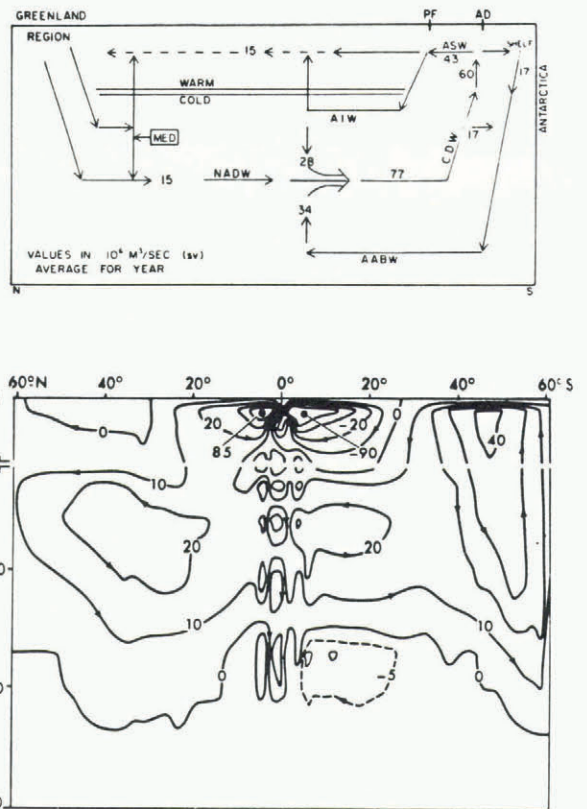 GREENLAND
REGION
PF
AD
15
ASW
43
SHELF
60
17
WARM
COLD
AIW
MED
CDW
17
ANTARCTICA
28
15
NADW
77
34
AABW
VALUES IN 10⁶ M³/SEC (sv)
AVERAGE FOR YEAR
N
S
60°N
40°
20°
0°
20°
40°
60° S
0
20
-20
0
40
85
-90
10
20
20
10
10
0
-5
0